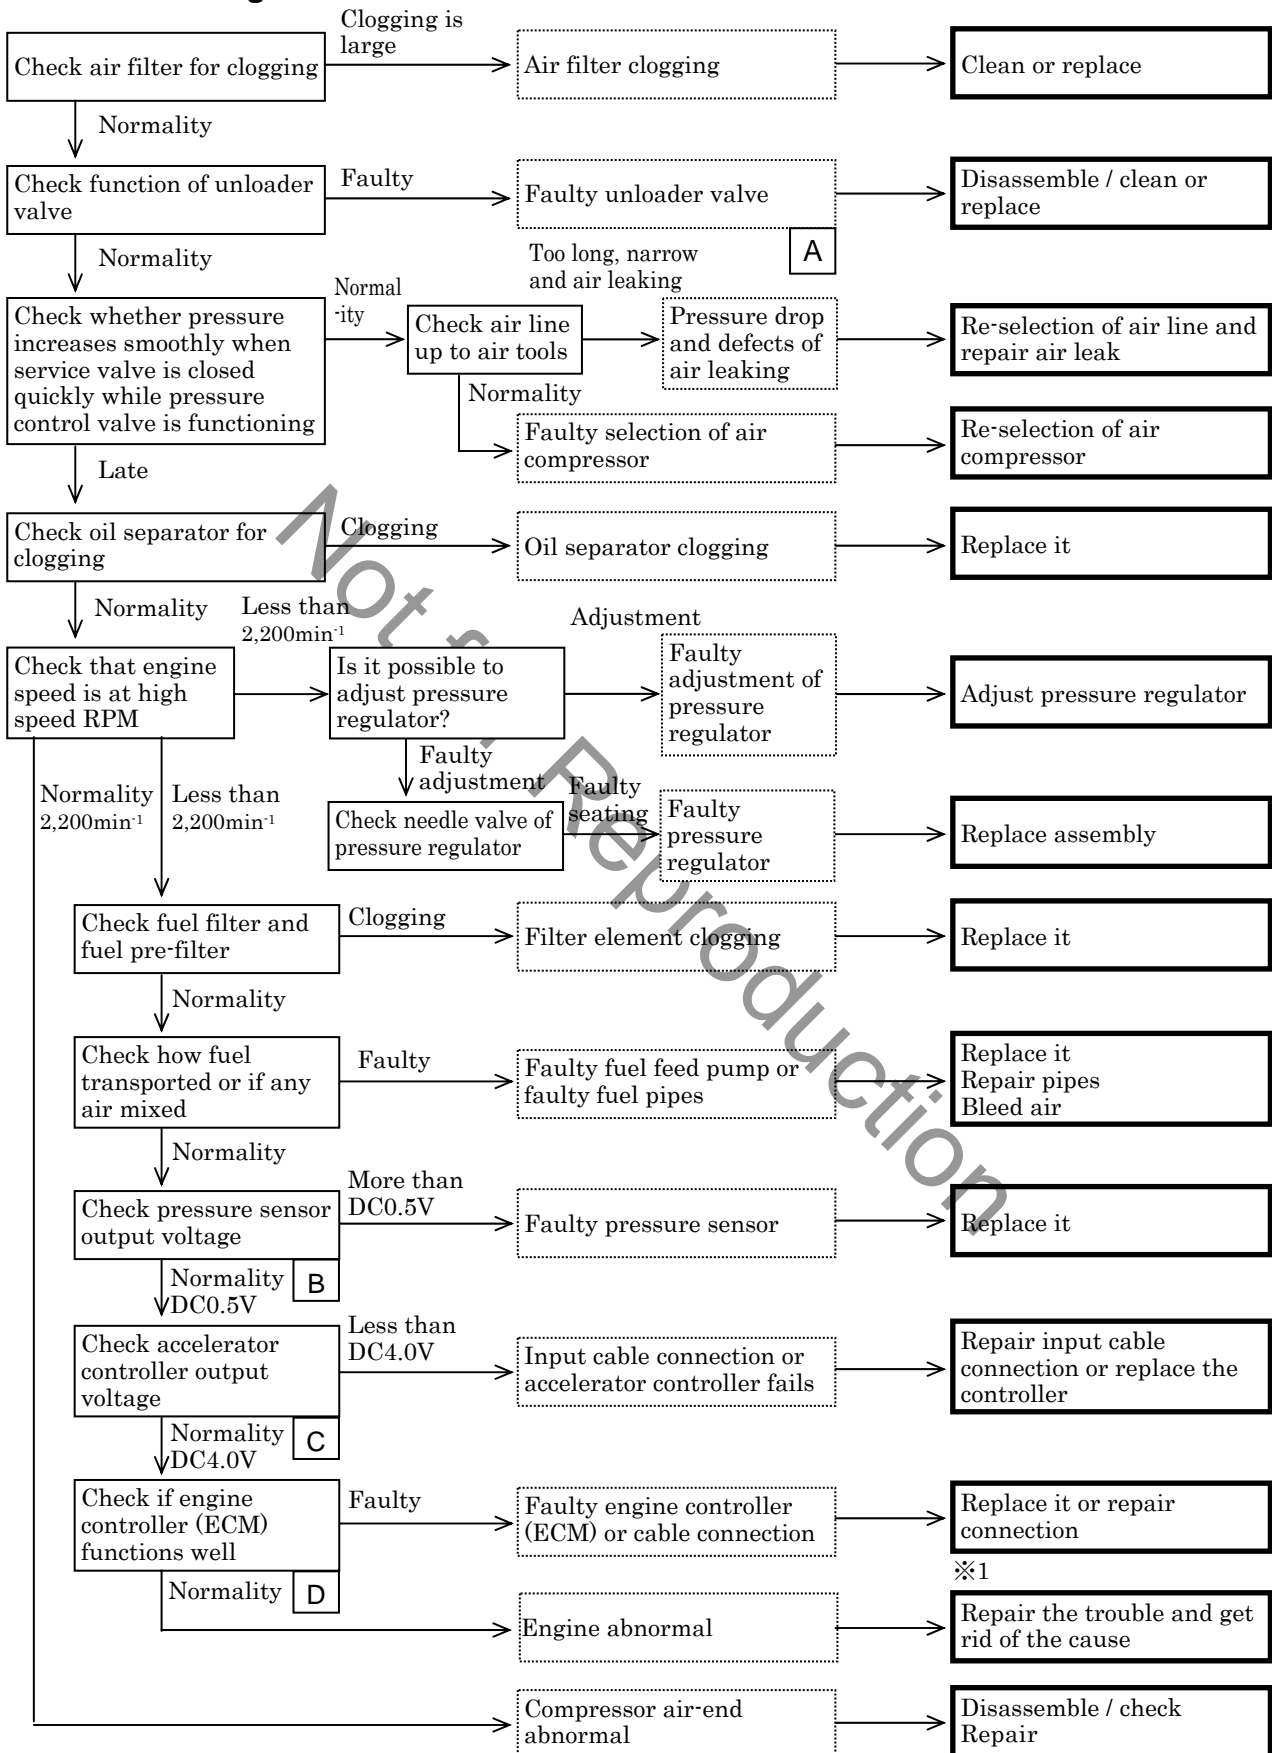 Clogging is
large
Check air filter for clogging
Air filter clogging
Clean or replace
Normality
Check function of unloader
valve
Faulty
Faulty unloader valve
Disassemble / clean or
replace
A
Normality
Too long, narrow
and air leaking
Check whether pressure
increases smoothly when
service valve is closed
quickly while pressure
control valve is functioning
Normal
-ity
Check air line
up to air tools
Pressure drop
and defects of
air leaking
Re-selection of air line and
repair air leak
Normality
Faulty selection of air
compressor
Re-selection of air
compressor
Late
Check oil separator for
clogging
Clogging
Oil separator clogging
Replace it
Normality
Less than
2,200min-1
Adjustment
Check that engine
speed is at high
speed RPM
Is it possible to
adjust pressure
regulator?
Faulty
adjustment of
pressure
regulator
Adjust pressure regulator
Faulty
adjustment
Normality
2,200min-1
Less than
2,200min-1
Check needle valve of
pressure regulator
Faulty
seating
Faulty
pressure
regulator
Replace assembly
Check fuel filter and
fuel pre-filter
Clogging
Filter element clogging
Replace it
Normality
Check how fuel
transported or if any
air mixed
Faulty
Faulty fuel feed pump or
faulty fuel pipes
Replace it
Repair pipes
Bleed air
Normality
Check pressure sensor
output voltage
More than
DC0.5V
Faulty pressure sensor
Replace it
Normality
DC0.5V
B
Check accelerator
controller output
voltage
Less than
DC4.0V
Input cable connection or
accelerator controller fails
Repair input cable
connection or replace the
controller
Normality
DC4.0V
C
Check if engine
controller (ECM)
functions well
Faulty
Faulty engine controller
(ECM) or cable connection
Replace it or repair
connection
Normality
D
※1
Engine abnormal
Repair the trouble and get
rid of the cause
Compressor air-end
abnormal
Disassemble / check
Repair
Not for Reproduction